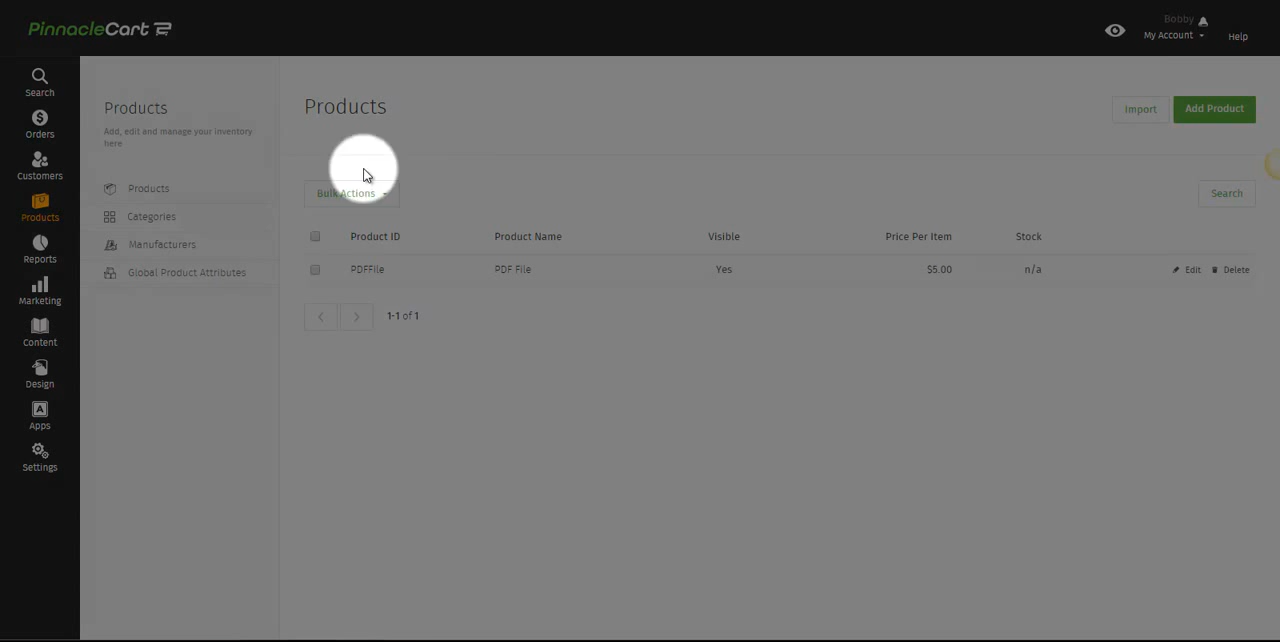 PinnacleCart
Bobby
My Account
Help
Search
Orders
Customers
Products
Reports
Marketing
Content
Design
Apps
Settings
Products
Add, edit and manage your inventory
here
Products
Categories
Manufacturers
Global Product Attributes
Products
Import
Add Product
Bulk Actions
Search
Product ID Product Name Visible Price Per Item Stock
PDFFile PDF File Yes $5.00 n/a Edit Delete
1-1 of 1